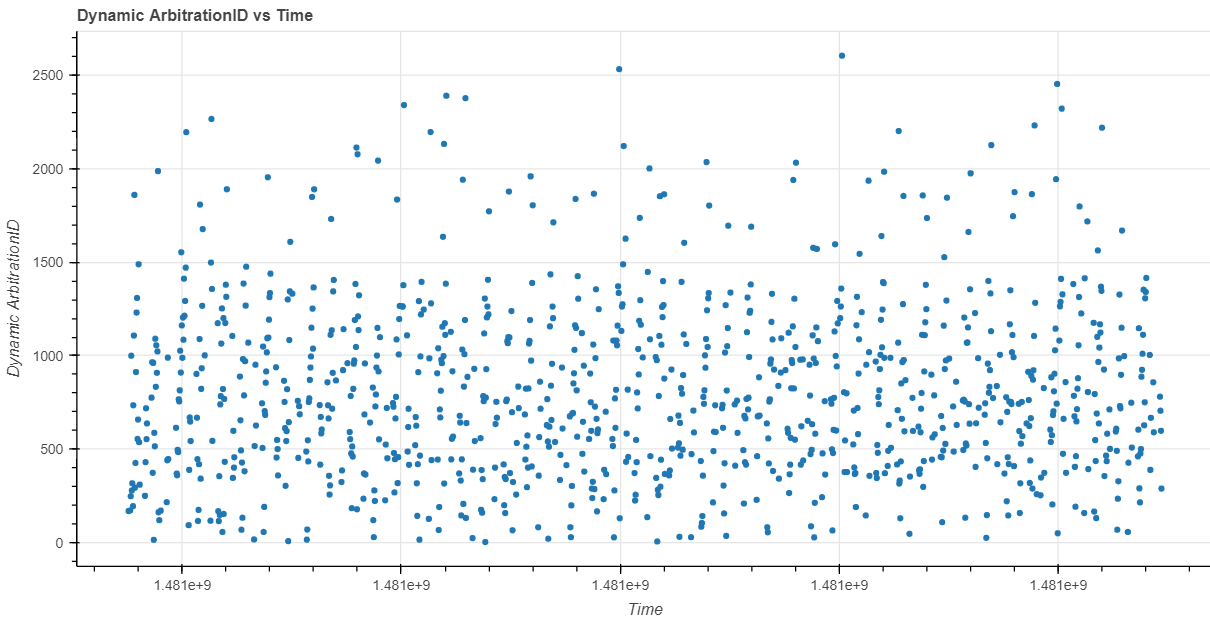 Dynamic ArbitrationID vs Time
Dynamic ArbitrationID
2500
2000
1500
1000
500
0
1.481e+9 1.481e+9 1.481e+9 1.481e+9 1.481e+9
Time